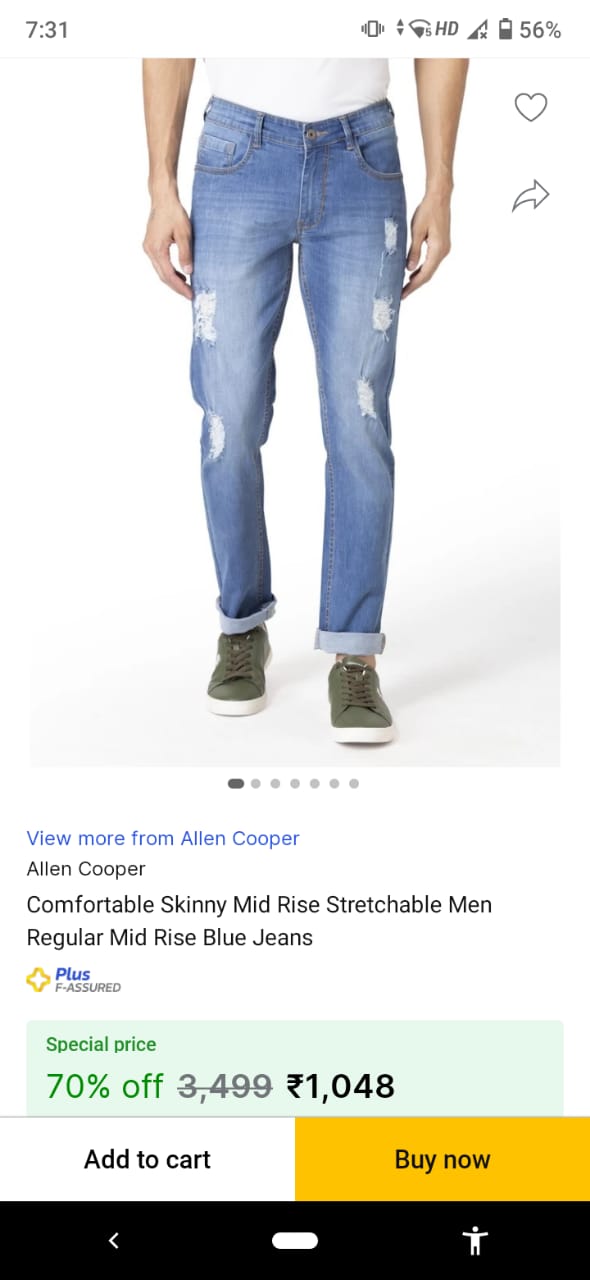 7:31
5 HD 56%
View more from Allen Cooper
Allen Cooper
Comfortable Skinny Mid Rise Stretchable Men
Regular Mid Rise Blue Jeans
Plus
F-ASSURED
Special price
70% off 3,499 ₹1,048
Add to cart
Buy now